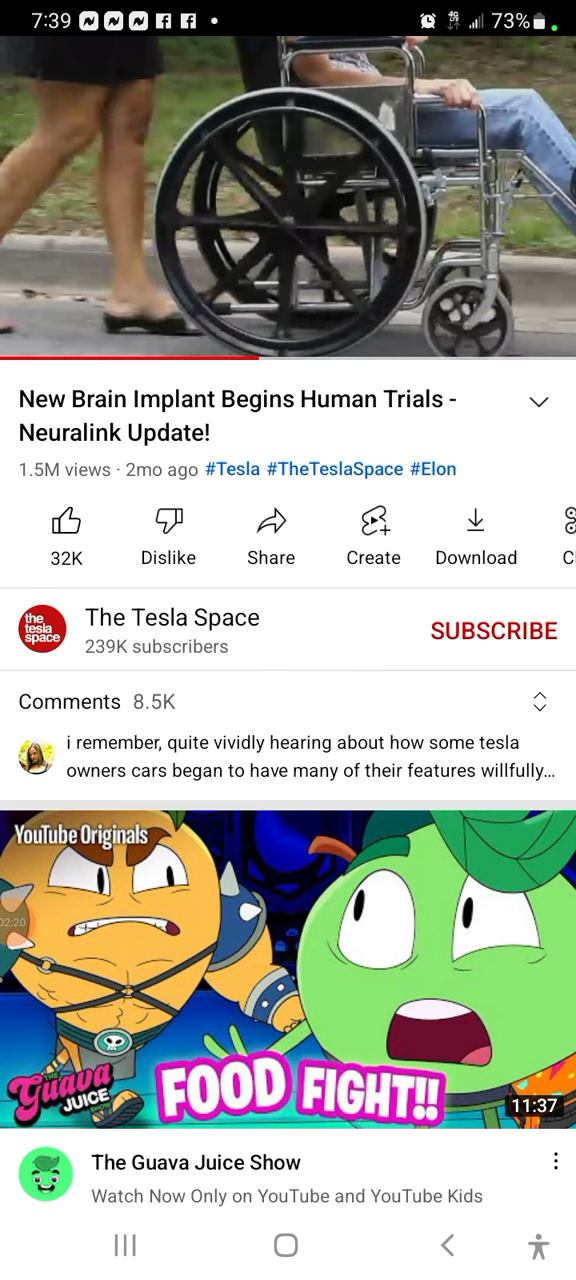 7:39
73%
New Brain Implant Begins Human Trials -
Neuralink Update!
1.5M views · 2mo ago #Tesla #TheTeslaSpace #Elon
32K
Dislike
Share
Create
Download
the
tesla
space
The Tesla Space
239K subscribers
SUBSCRIBE
Comments 8.5K
i remember, quite vividly hearing about how some tesla
owners cars began to have many of their features willfully...
YouTube Originals
02:20
THE
Guava
JUICE
SHOW
FOOD FIGHT!!
11:37
The Guava Juice Show
Watch Now Only on YouTube and YouTube Kids